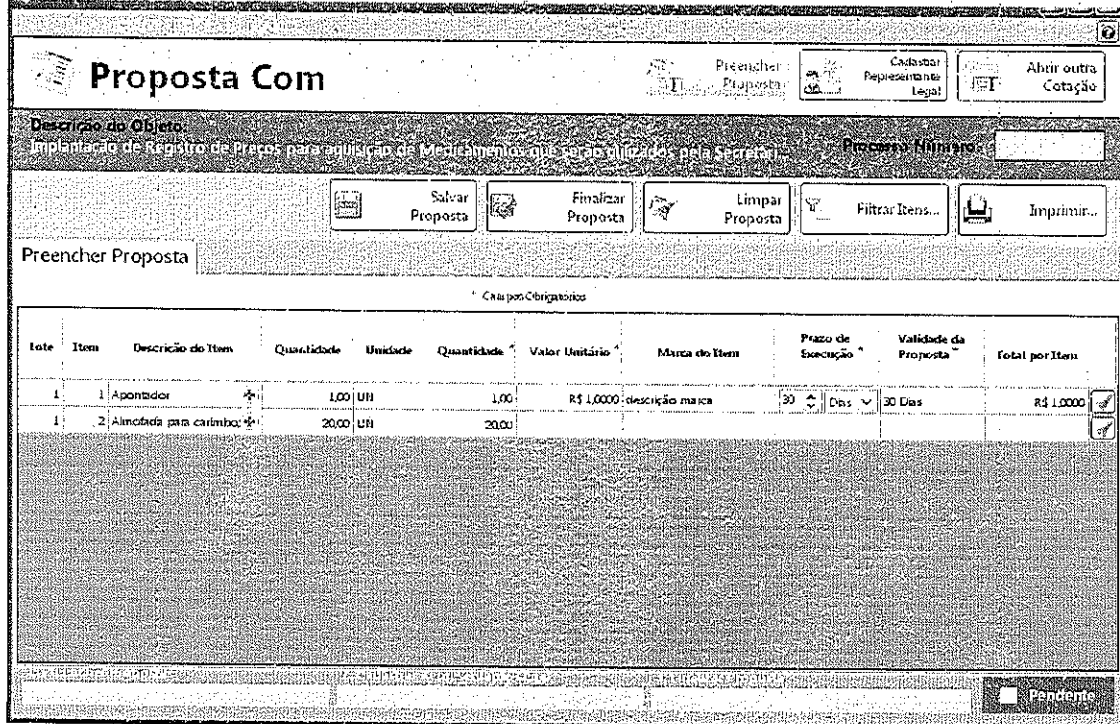 Proposta Com
Preencher Proposta
Cadastrar Representante Legal
Abrir outra Cotação
Descrição do Objeto:
Implantação de Registro de Preços para aquisição de Medicamentos que serão utilizados pela Secretari...
Processo Número:
Salvar Proposta
Finalizar Proposta
Limpar Proposta
Filtrar Itens...
Imprimir...
Preencher Proposta
* Campos Obrigatórios
Lote Item Descrição do Item Quantidade Unidade Quantidade * Valor Unitário * Marca do Item Prazo de Execução * Validade da Proposta * Total por Item
1 1 Apontador 1,00 UN 1,00 R$ 1,0000 descrição marca 30 Dias 30 Dias R$ 1,0000
1 2 Almofada para carimbo; 20,00 UN 20,00
Pendente